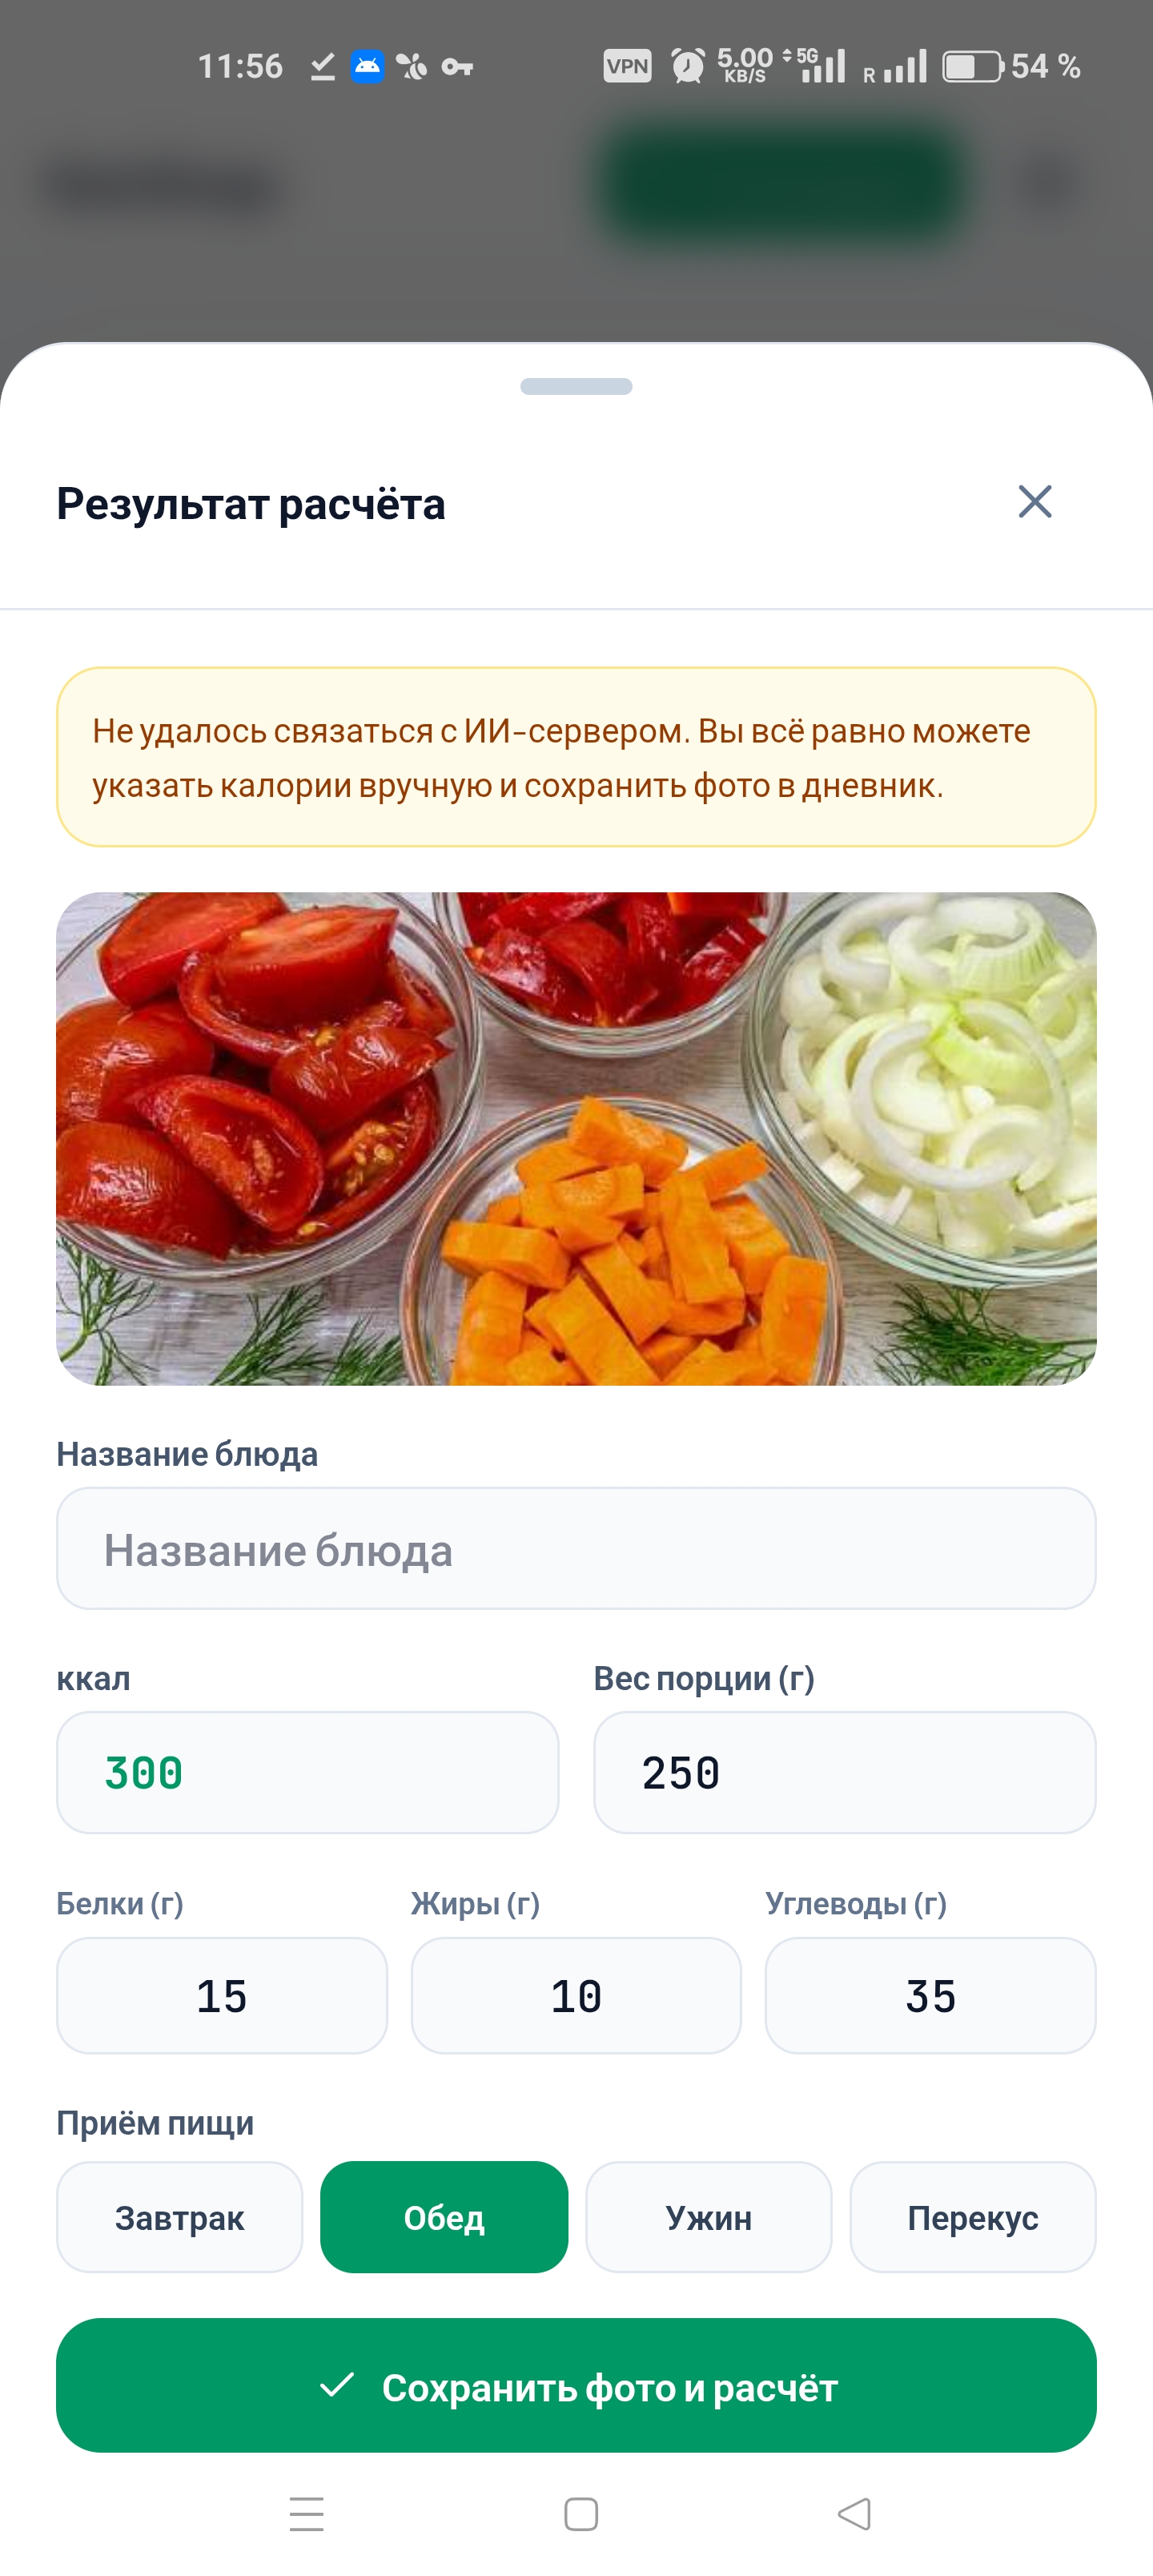 11:56
VPN
5.00
KB/S
5G
R
54 %
Результат расчёта
Не удалось связаться с ИИ-сервером. Вы всё равно можете
указать калории вручную и сохранить фото в дневник.
Название блюда
Название блюда
ккал
Вес порции (г)
300
250
Белки (г)
Жиры (г)
Углеводы (г)
15
10
35
Приём пищи
Завтрак
Обед
Ужин
Перекус
Сохранить фото и расчёт